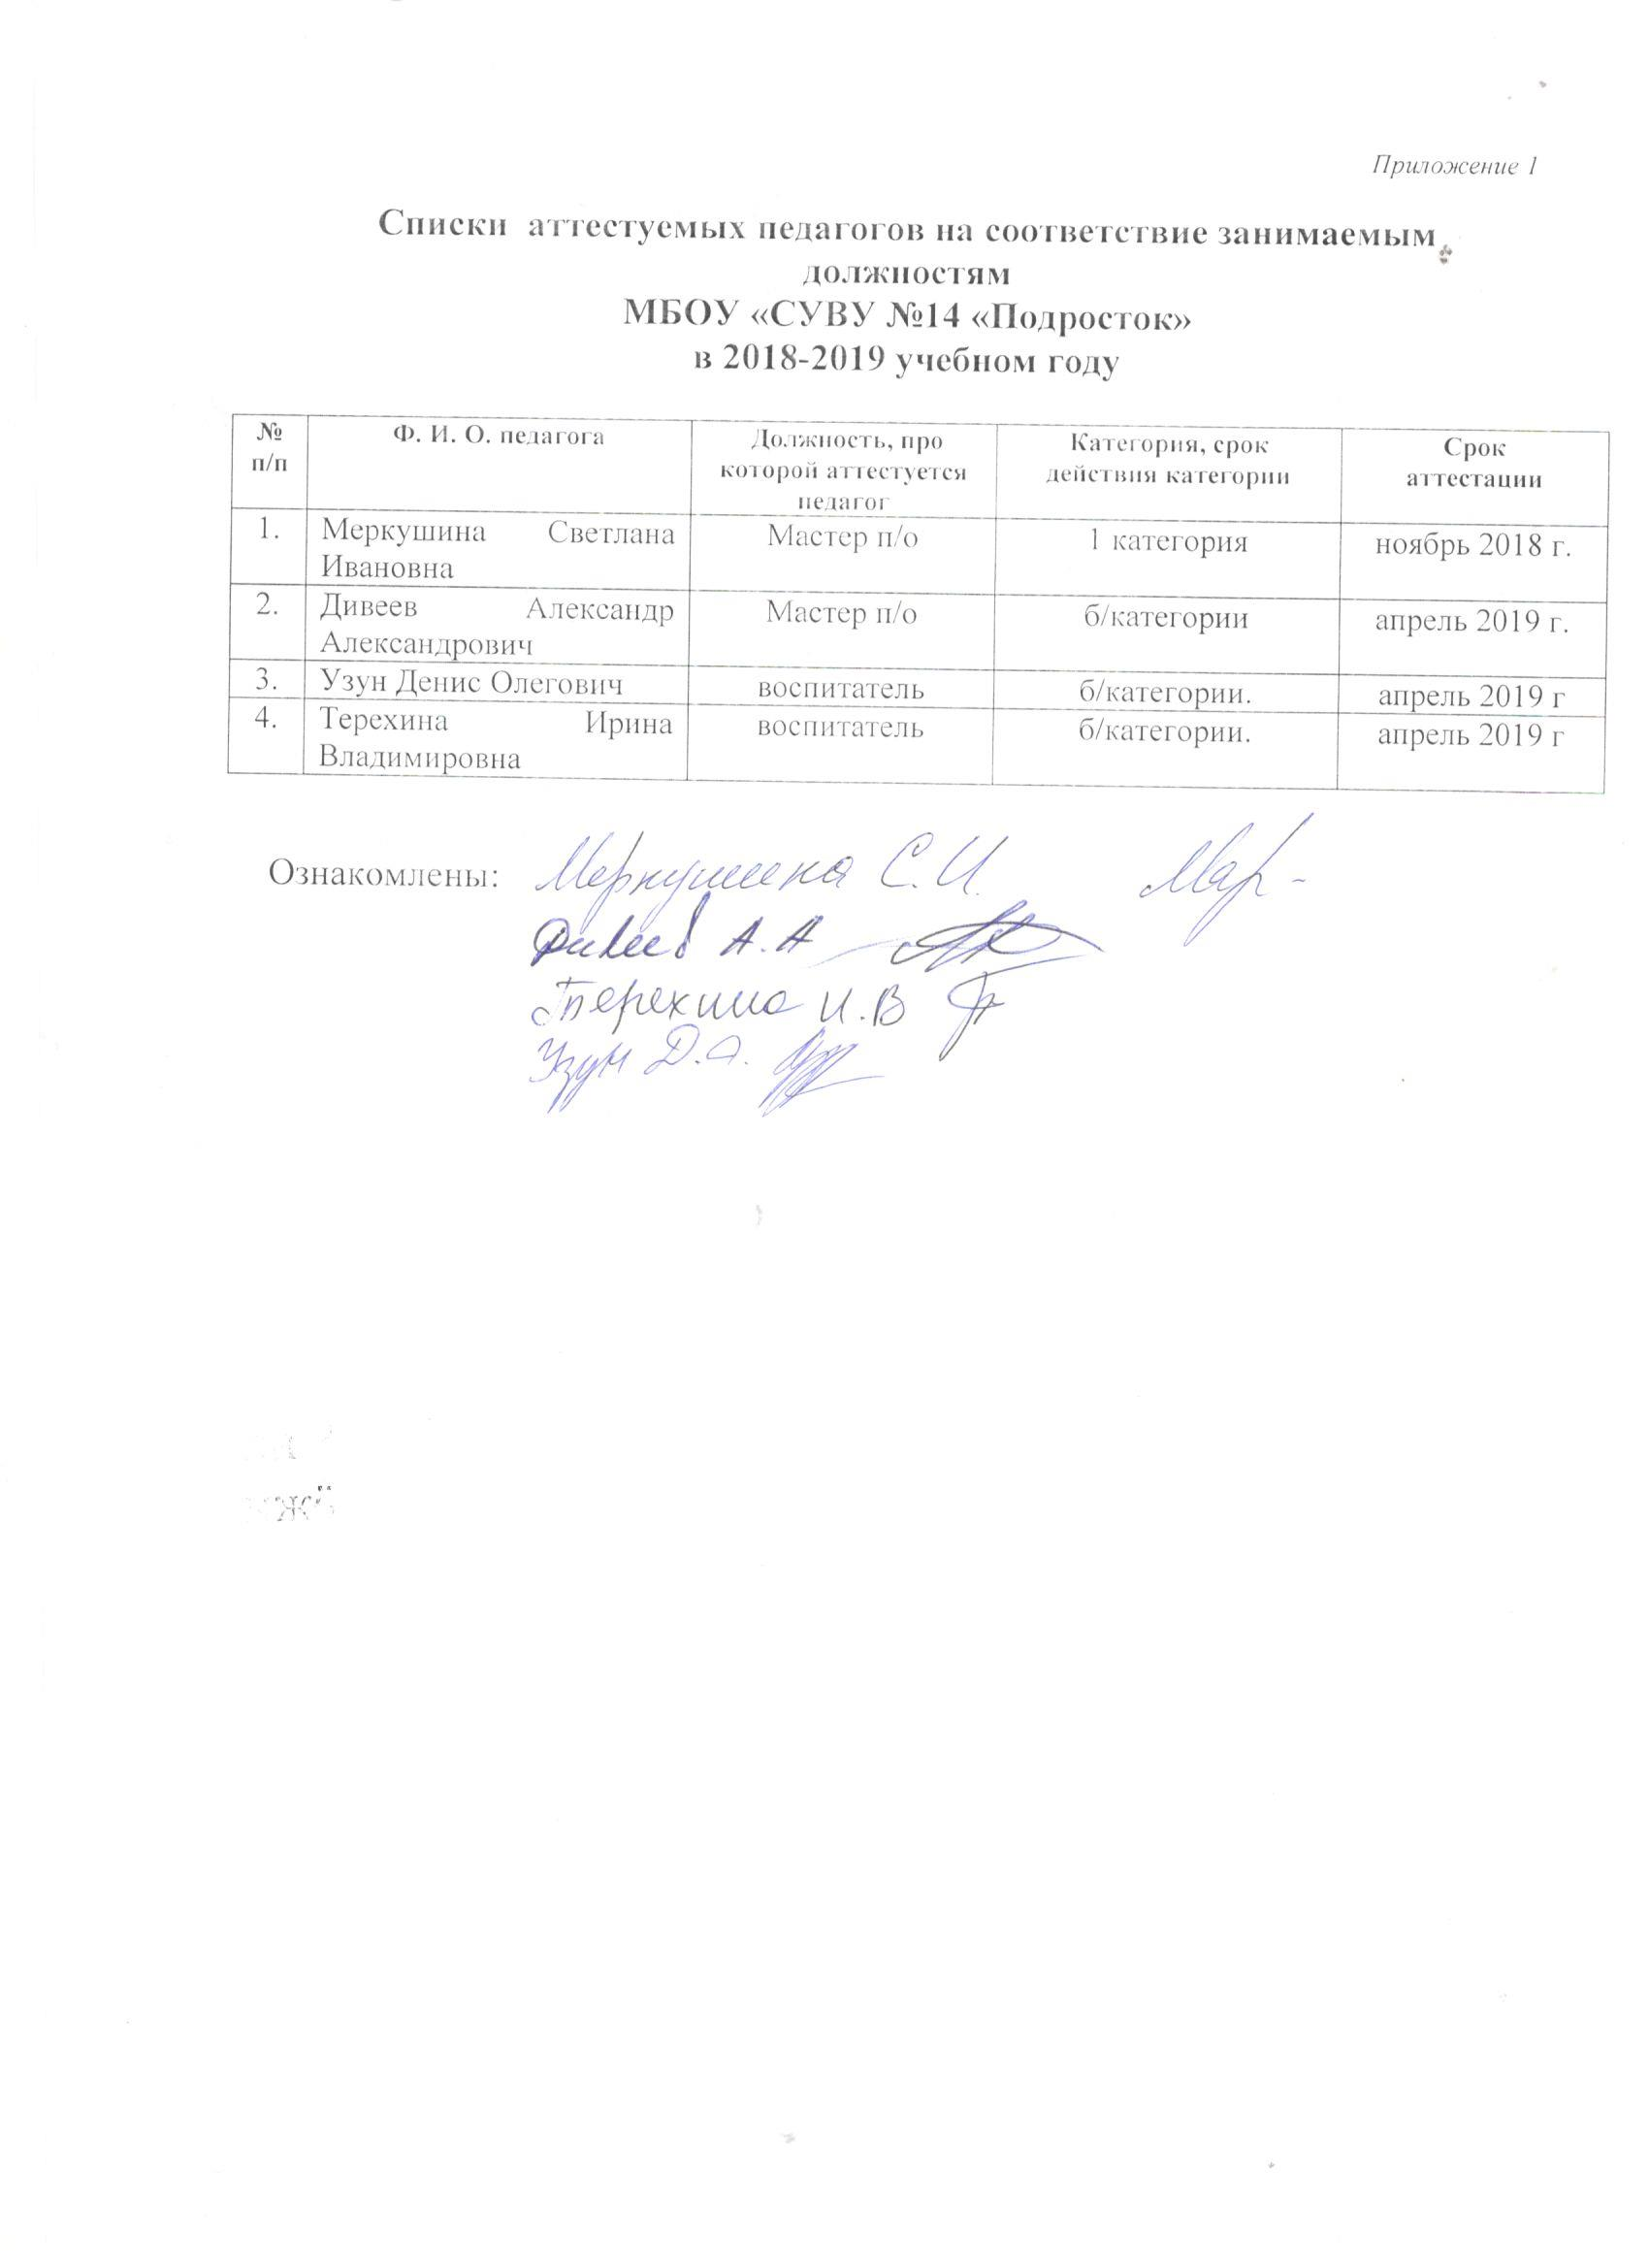 Приложение 1
Списки аттестуемых педагогов на соответствие занимаемым
должностям
МБОУ «СУВУ №14 «Подросток»
в 2018-2019 учебном году
№ п/п Ф. И. О. педагога Должность, про которой аттестуется педагог Категория, срок действия категории Срок аттестации
1. Меркушина Светлана Ивановна Мастер п/о 1 категория ноябрь 2018 г.
2. Дивеев Александр Александрович Мастер п/о б/категории апрель 2019 г.
3. Узун Денис Олегович воспитатель б/категории. апрель 2019 г
4. Терехина Ирина Владимировна воспитатель б/категории. апрель 2019 г
Ознакомлены: Меркушина С.И.
Дивеев А.А
Терехина И.В
Узун Д.О.